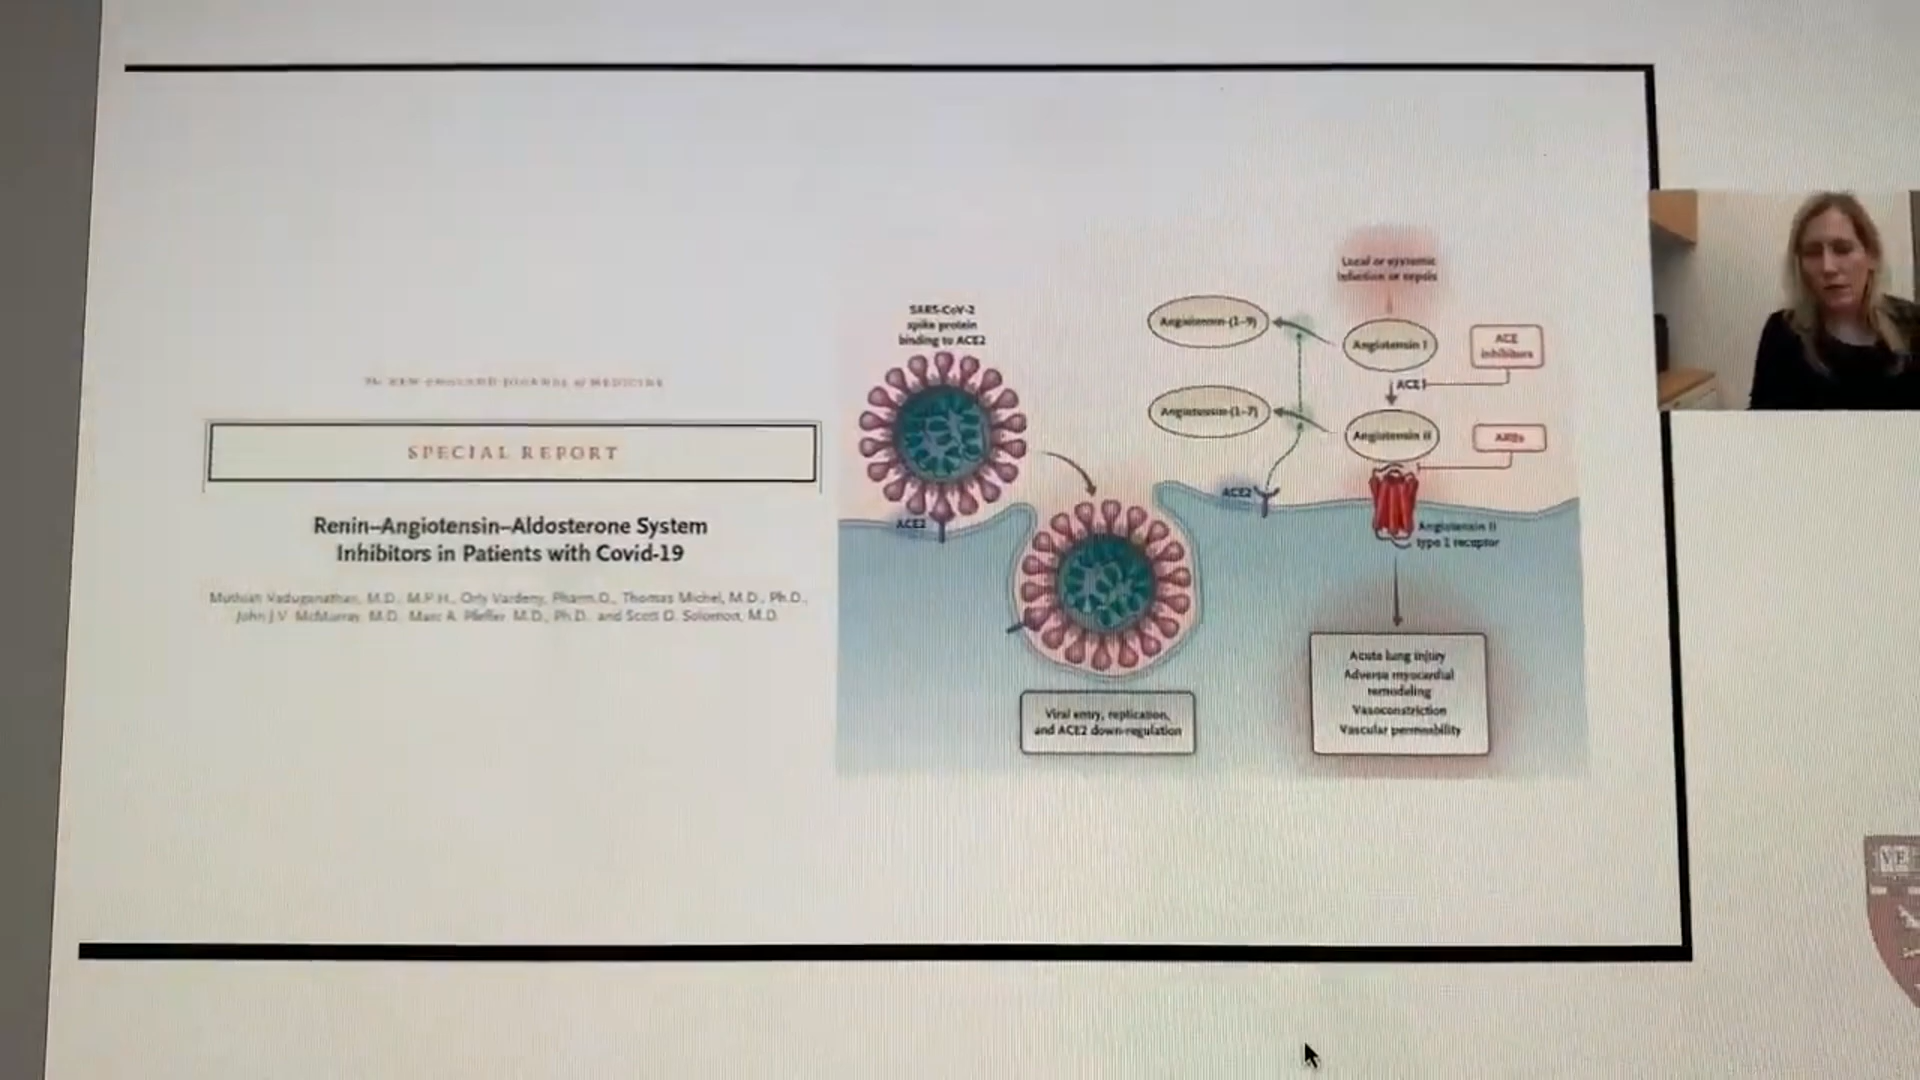 The NEW ENGLAND JOURNAL of MEDICINE
SPECIAL REPORT
Renin–Angiotensin–Aldosterone System
Inhibitors in Patients with Covid-19
Muthiah Vaduganathan, M.D., M.P.H., Orly Vardeny, Pharm.D., Thomas Michel, M.D., Ph.D.,
John J.V. McMurray, M.D., Marc A. Pfeffer, M.D., Ph.D., and Scott D. Solomon, M.D.
SARS-CoV-2
spike protein
binding to ACE2
ACE2
Viral entry, replication,
and ACE2 down-regulation
Local or systemic
infection or sepsis
Angiotensin-(1–9)
Angiotensin I
ACE
inhibitors
ACE
Angiotensin-(1–7)
Angiotensin II
ARBs
ACE2
Angiotensin II
type 1 receptor
Acute lung injury
Adverse myocardial
remodeling
Vasoconstriction
Vascular permeability
VE